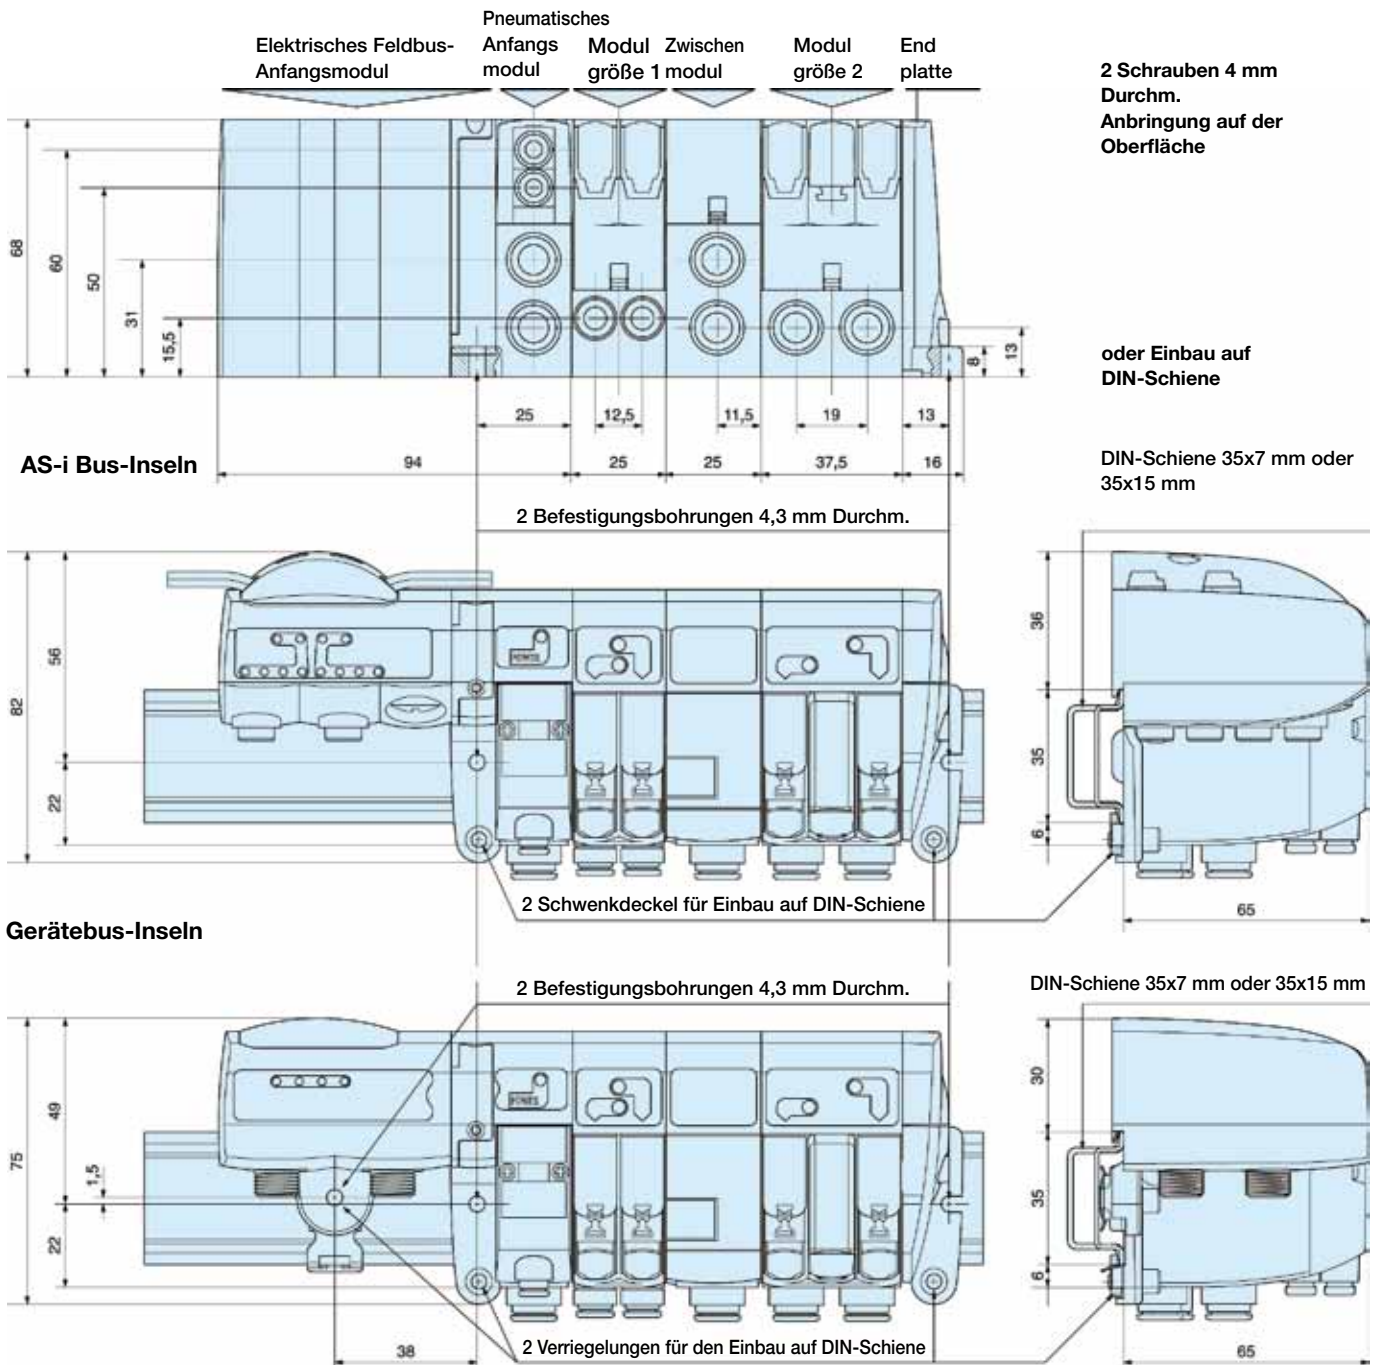 Elektrisches Feldbus-
Anfangsmodul
Pneumatisches
Anfangs
modul
Modul
größe 1
Zwischen
modul
Modul
größe 2
End
platte
2 Schrauben 4 mm
Durchm.
Anbringung auf der
Oberfläche
68
60
50
31
15,5
8
13
oder Einbau auf
DIN-Schiene
25
12,5
11,5
19
13
AS-i Bus-Inseln
94
25
25
37,5
16
DIN-Schiene 35x7 mm oder
35x15 mm
2 Befestigungsbohrungen 4,3 mm Durchm.
82
56
22
36
35
6
2 Schwenkdeckel für Einbau auf DIN-Schiene
65
Gerätebus-Inseln
2 Befestigungsbohrungen 4,3 mm Durchm.
DIN-Schiene 35x7 mm oder 35x15 mm
75
49
1,5
22
30
35
6
2 Verriegelungen für den Einbau auf DIN-Schiene
38
65